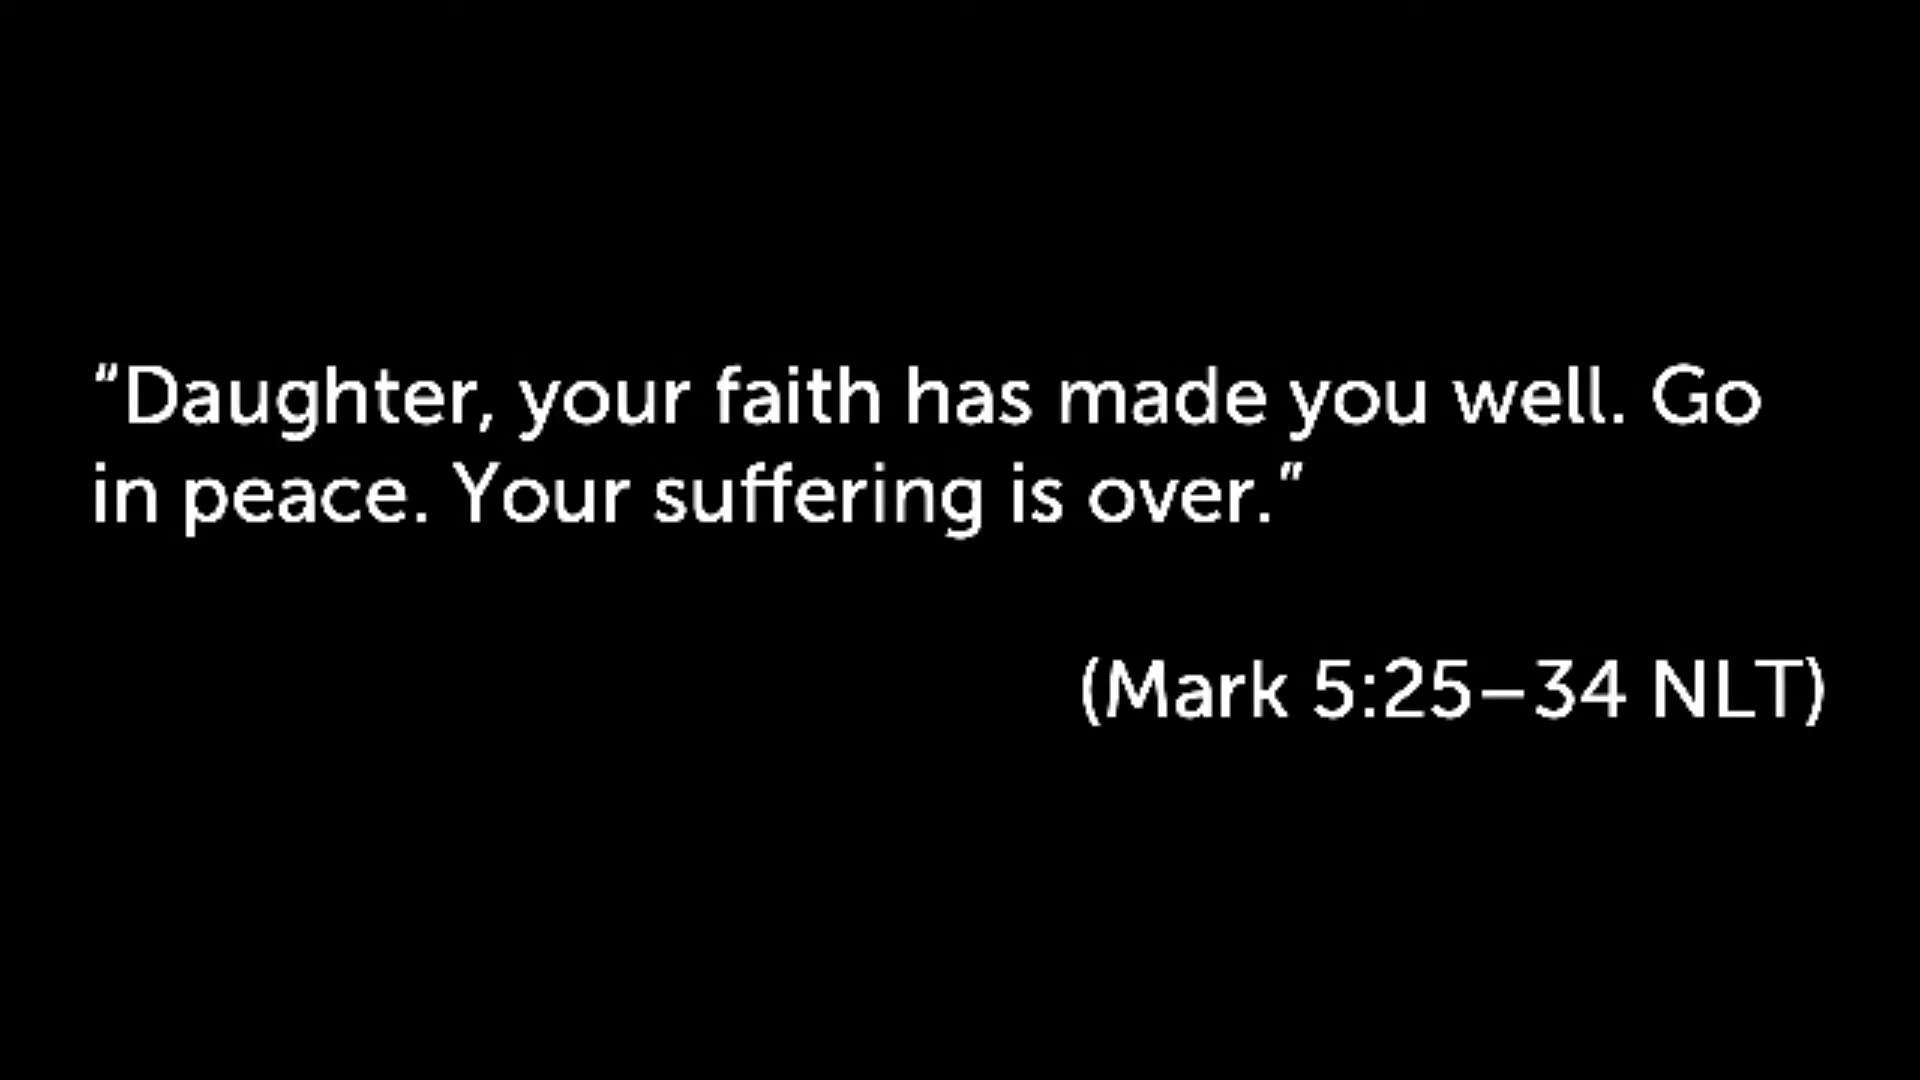 “Daughter, your faith has made you well. Go
in peace. Your suffering is over.”
(Mark 5:25–34 NLT)